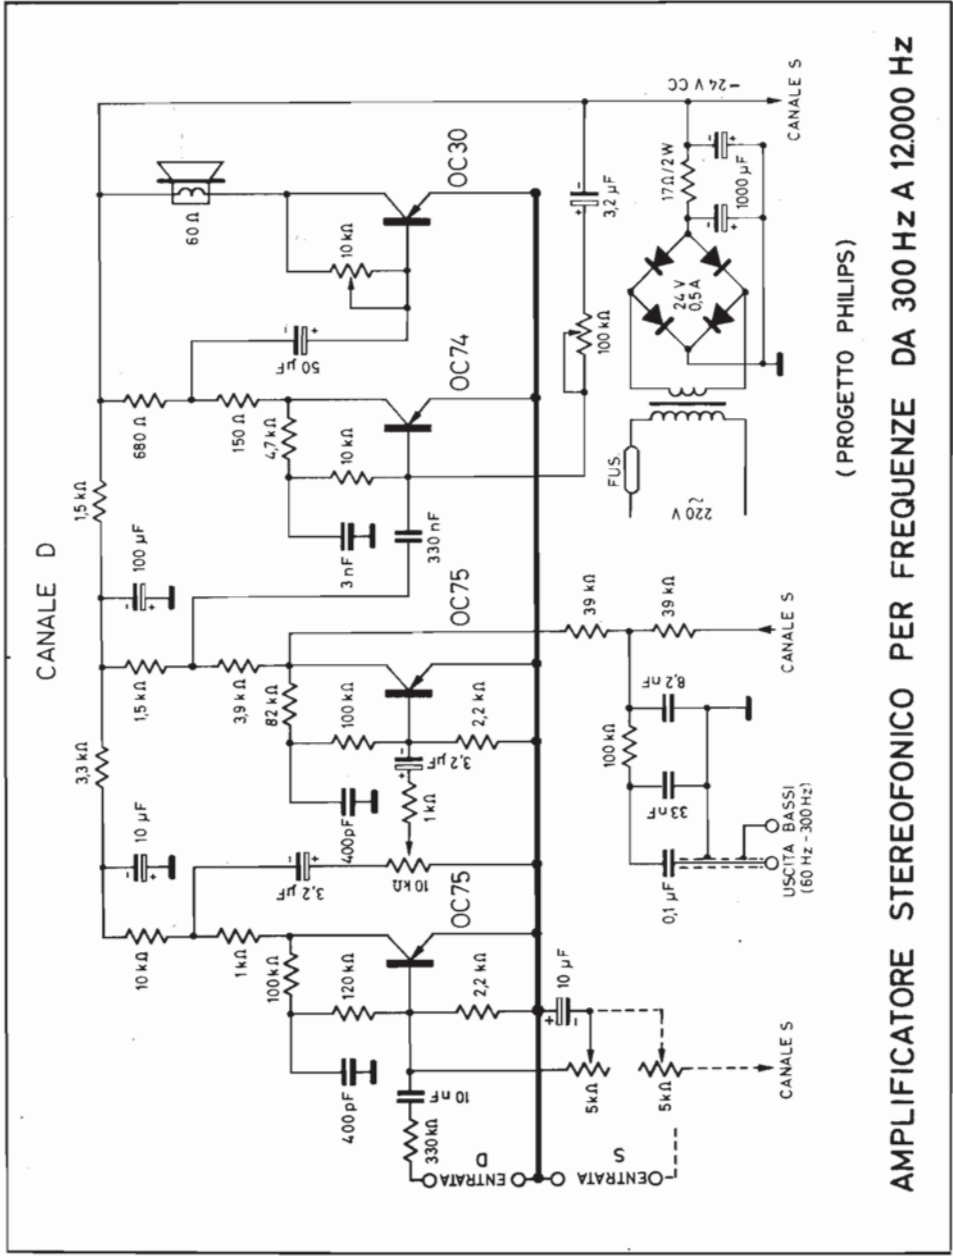 CANALE D
3,3 kΩ
1,5 kΩ
10 µF
100 µF
10 kΩ
1,5 kΩ
680 Ω
60 Ω
1 kΩ
3,2 µF
3,9 kΩ
150 Ω
50 µF
100 kΩ
82 kΩ
4,7 kΩ
400pF
120 kΩ
400pF
100 kΩ
3 nF
10 kΩ
10 kΩ
330 kΩ
10 nF
2,2 kΩ
10 kΩ
1 kΩ
3,2 µF
2,2 kΩ
330 nF
OC75
OC75
OC74
OC30
ENTRATA
D
ENTRATA
S
5kΩ
5kΩ
10 µF
CANALE S
0,1 µF
33 nF
100 kΩ
8,2 nF
39 kΩ
39 kΩ
USCITA BASSI
(60 Hz - 300 Hz)
CANALE S
100 kΩ
3,2 µF
FUS.
220 V
~
24 V
0,5 A
17Ω/2W
1000 µF
-24 V CC
CANALE S
(PROGETTO PHILIPS)
AMPLIFICATORE STEREOFONICO PER FREQUENZE DA 300 Hz A 12.000 Hz